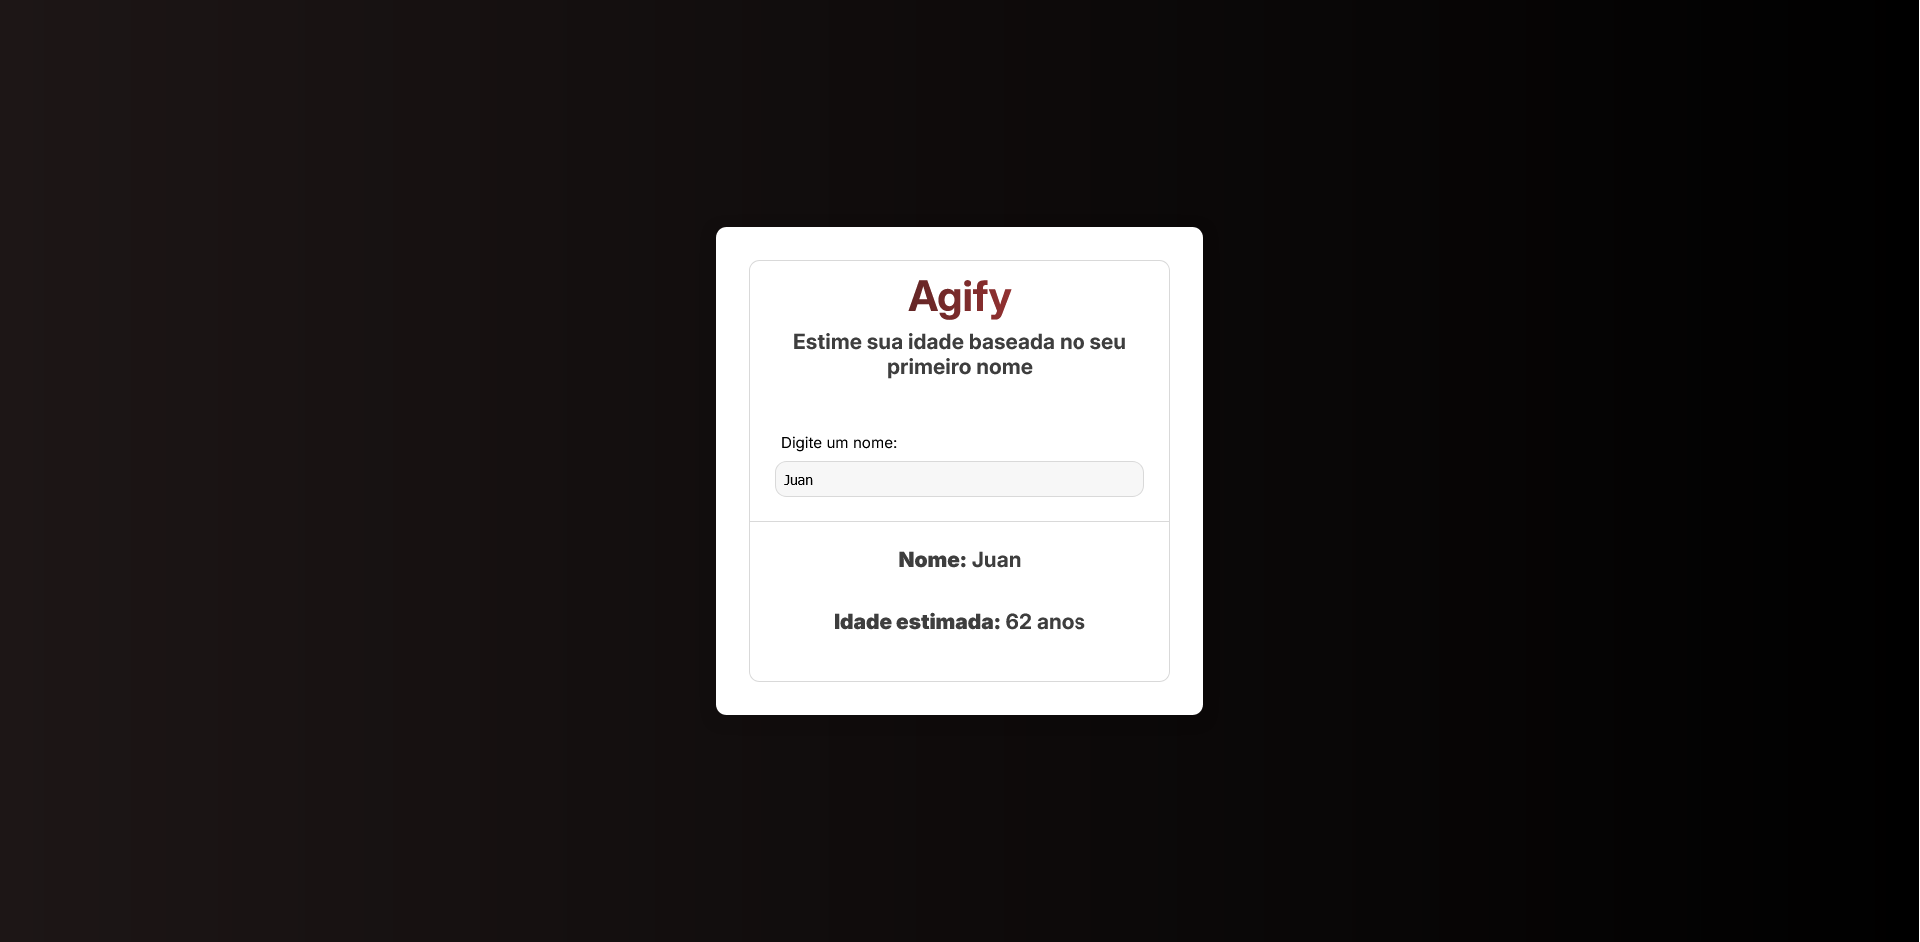 Agify
Estime sua idade baseada no seu
primeiro nome
Digite um nome:
Juan
Nome: Juan
Idade estimada: 62 anos